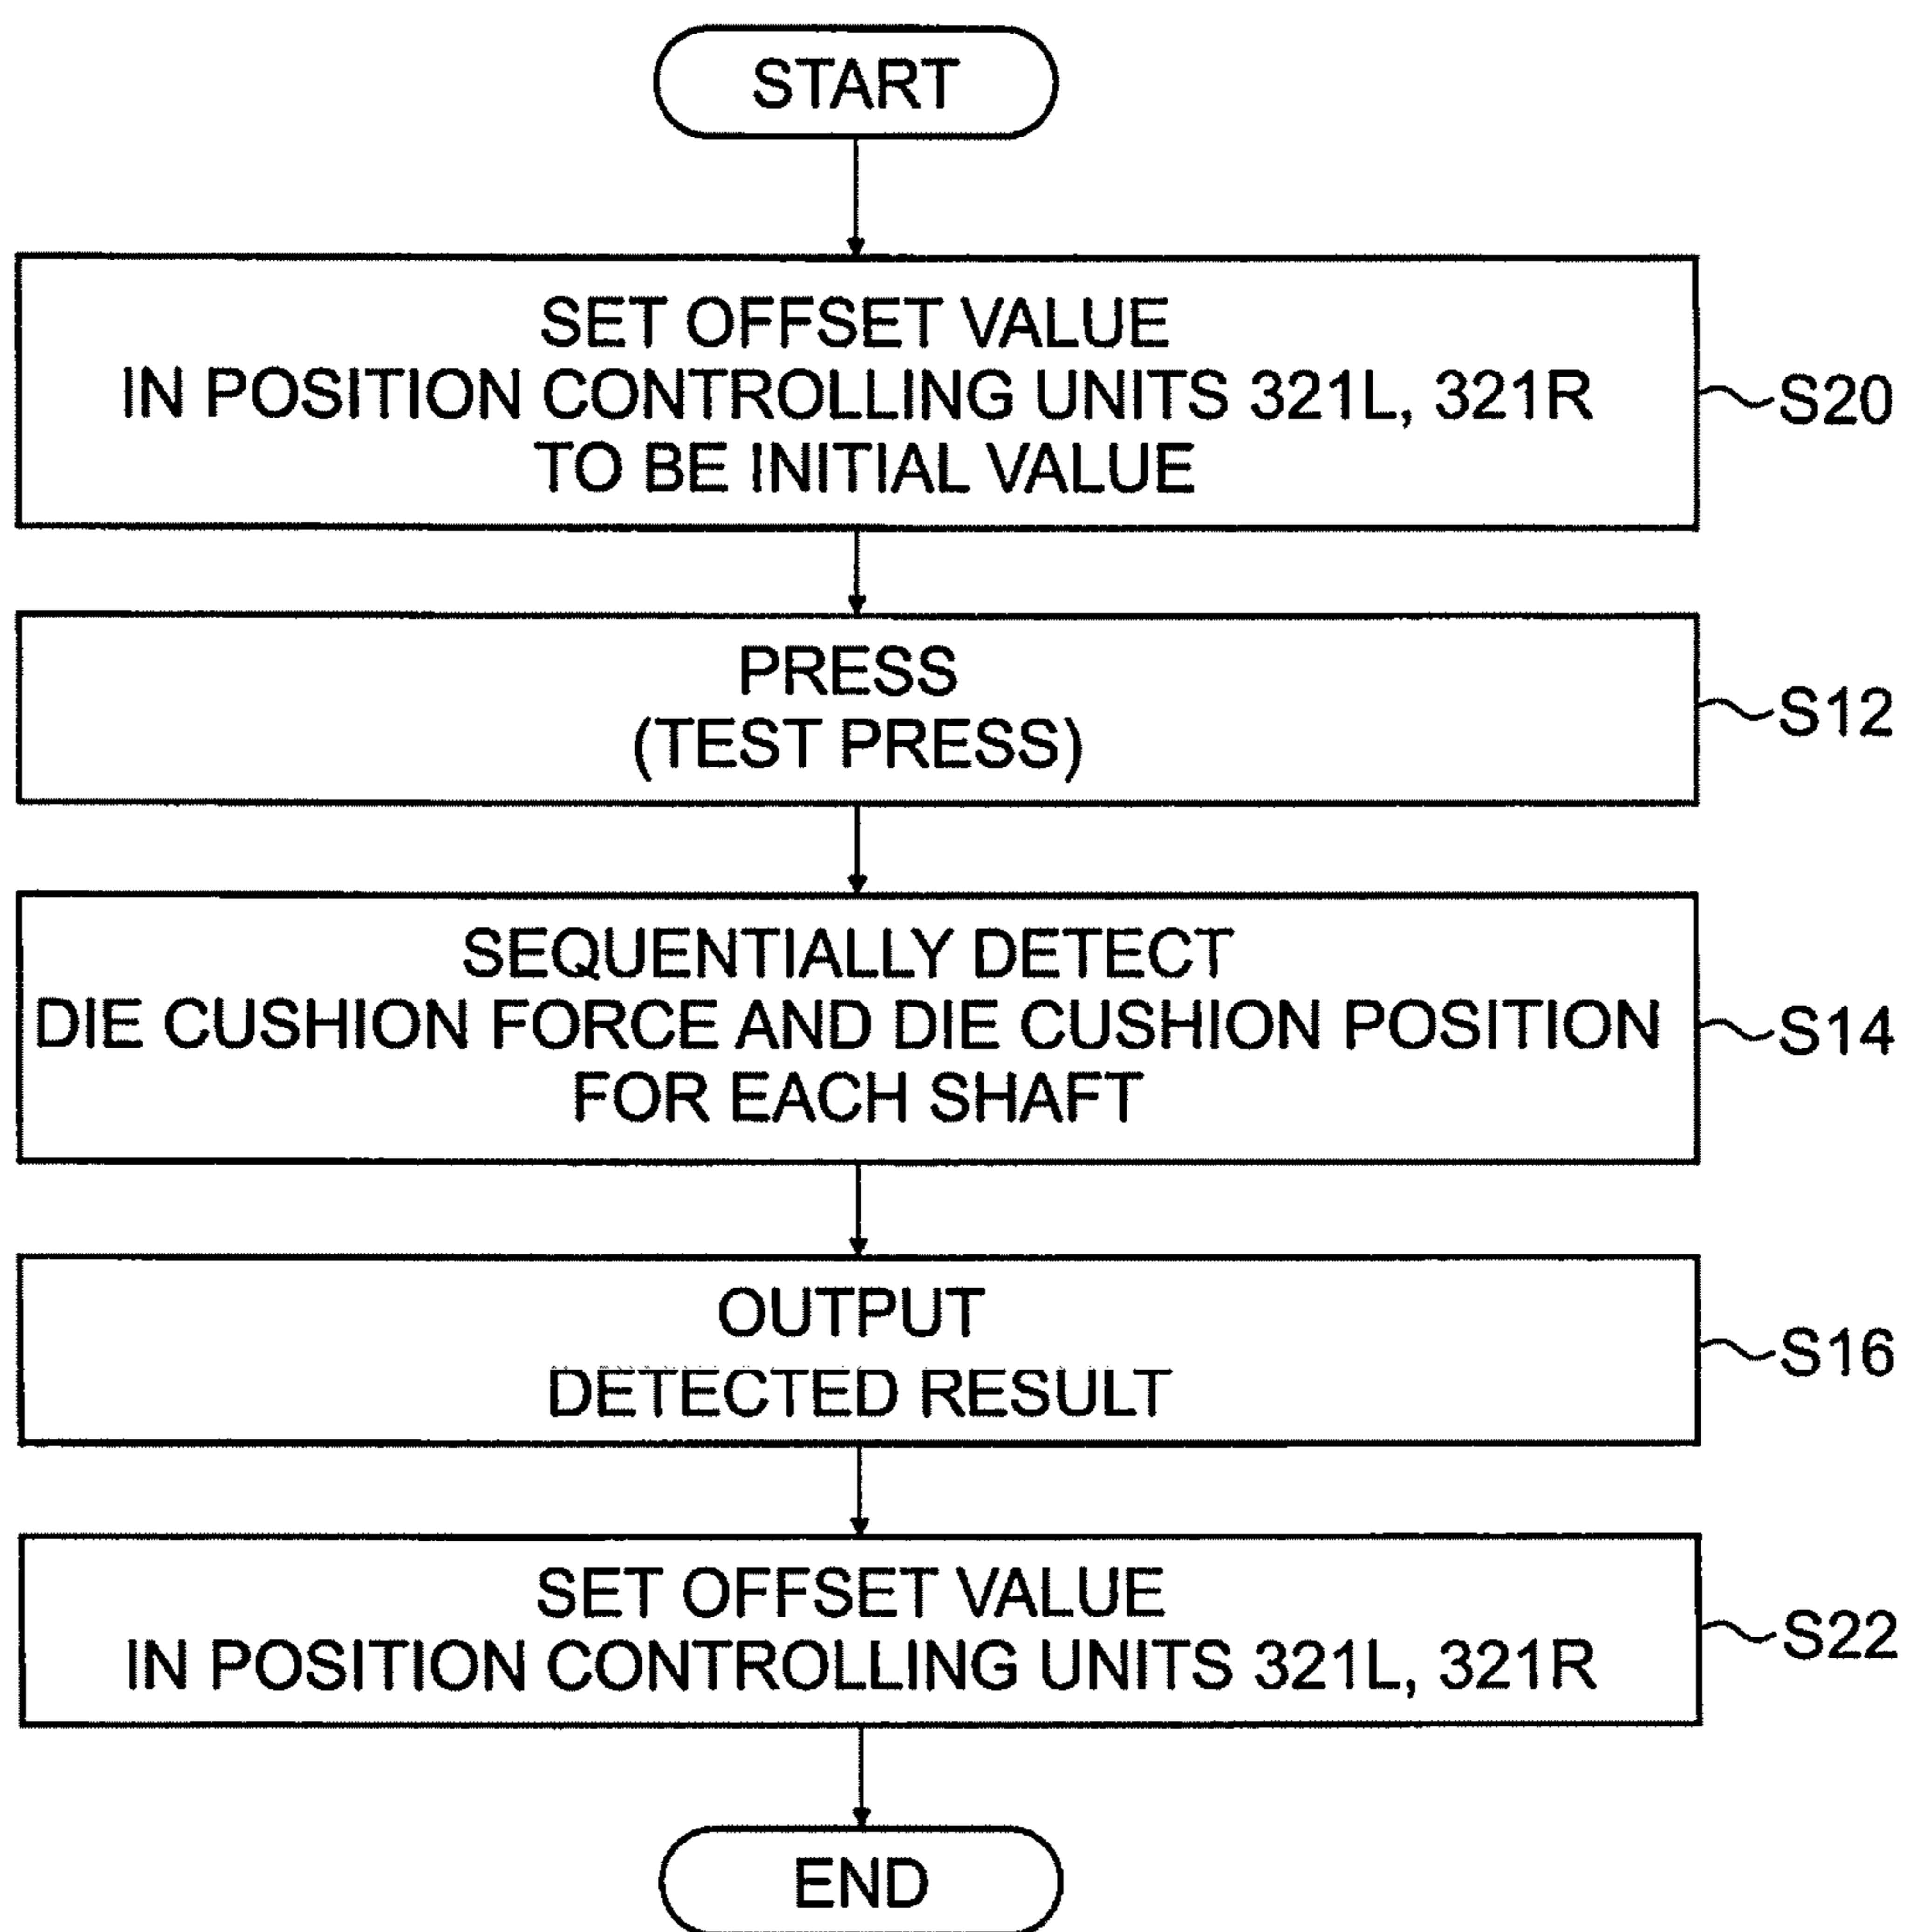 START
SET OFFSET VALUE
IN POSITION CONTROLLING UNITS 321L, 321R
TO BE INITIAL VALUE
S20
PRESS
(TEST PRESS)
S12
SEQUENTIALLY DETECT
DIE CUSHION FORCE AND DIE CUSHION POSITION
FOR EACH SHAFT
S14
OUTPUT
DETECTED RESULT
S16
SET OFFSET VALUE
IN POSITION CONTROLLING UNITS 321L, 321R
S22
END